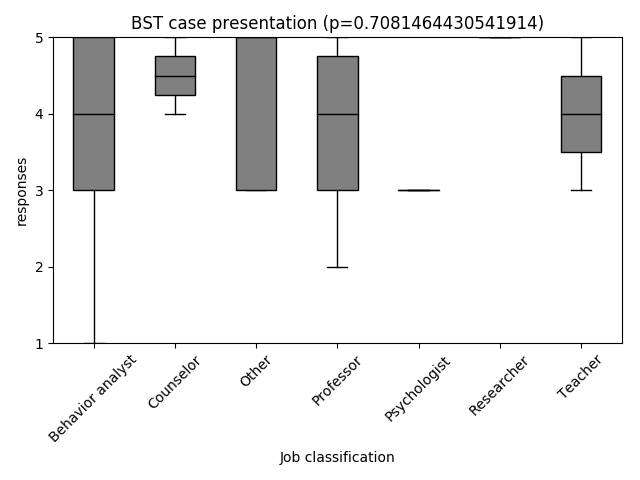 BST case presentation (p=0.7081464430541914)
5
4
3
2
1
responses
Behavior analyst
Counselor
Other
Professor
Psychologist
Researcher
Teacher
Job classification